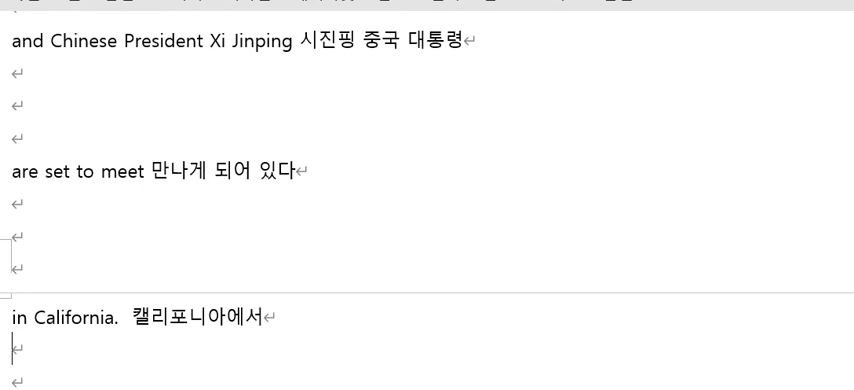 and Chinese President Xi Jinping 시진핑 중국 대통령
are set to meet 만나게 되어 있다
in California.  캘리포니아에서